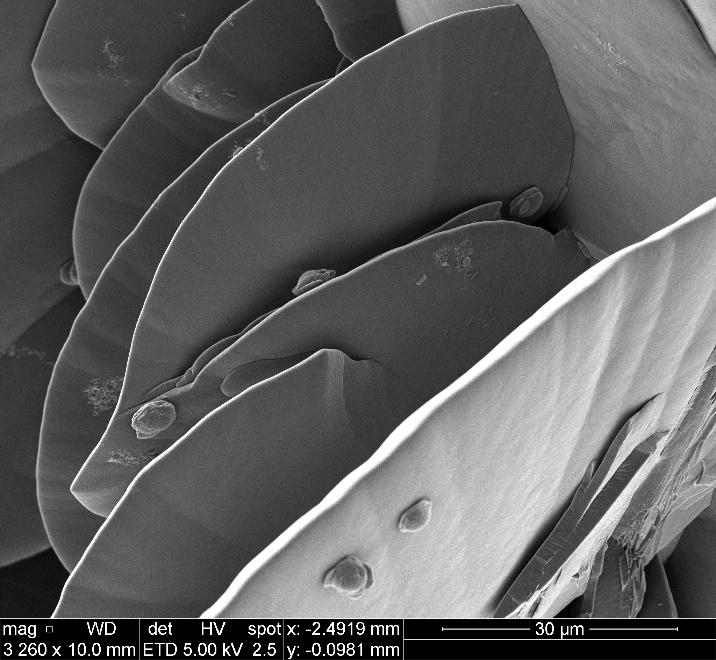 mag □ WD det HV spot x: -2.4919 mm 30 µm
3 260 x 10.0 mm ETD 5.00 kV 2.5 y: -0.0981 mm